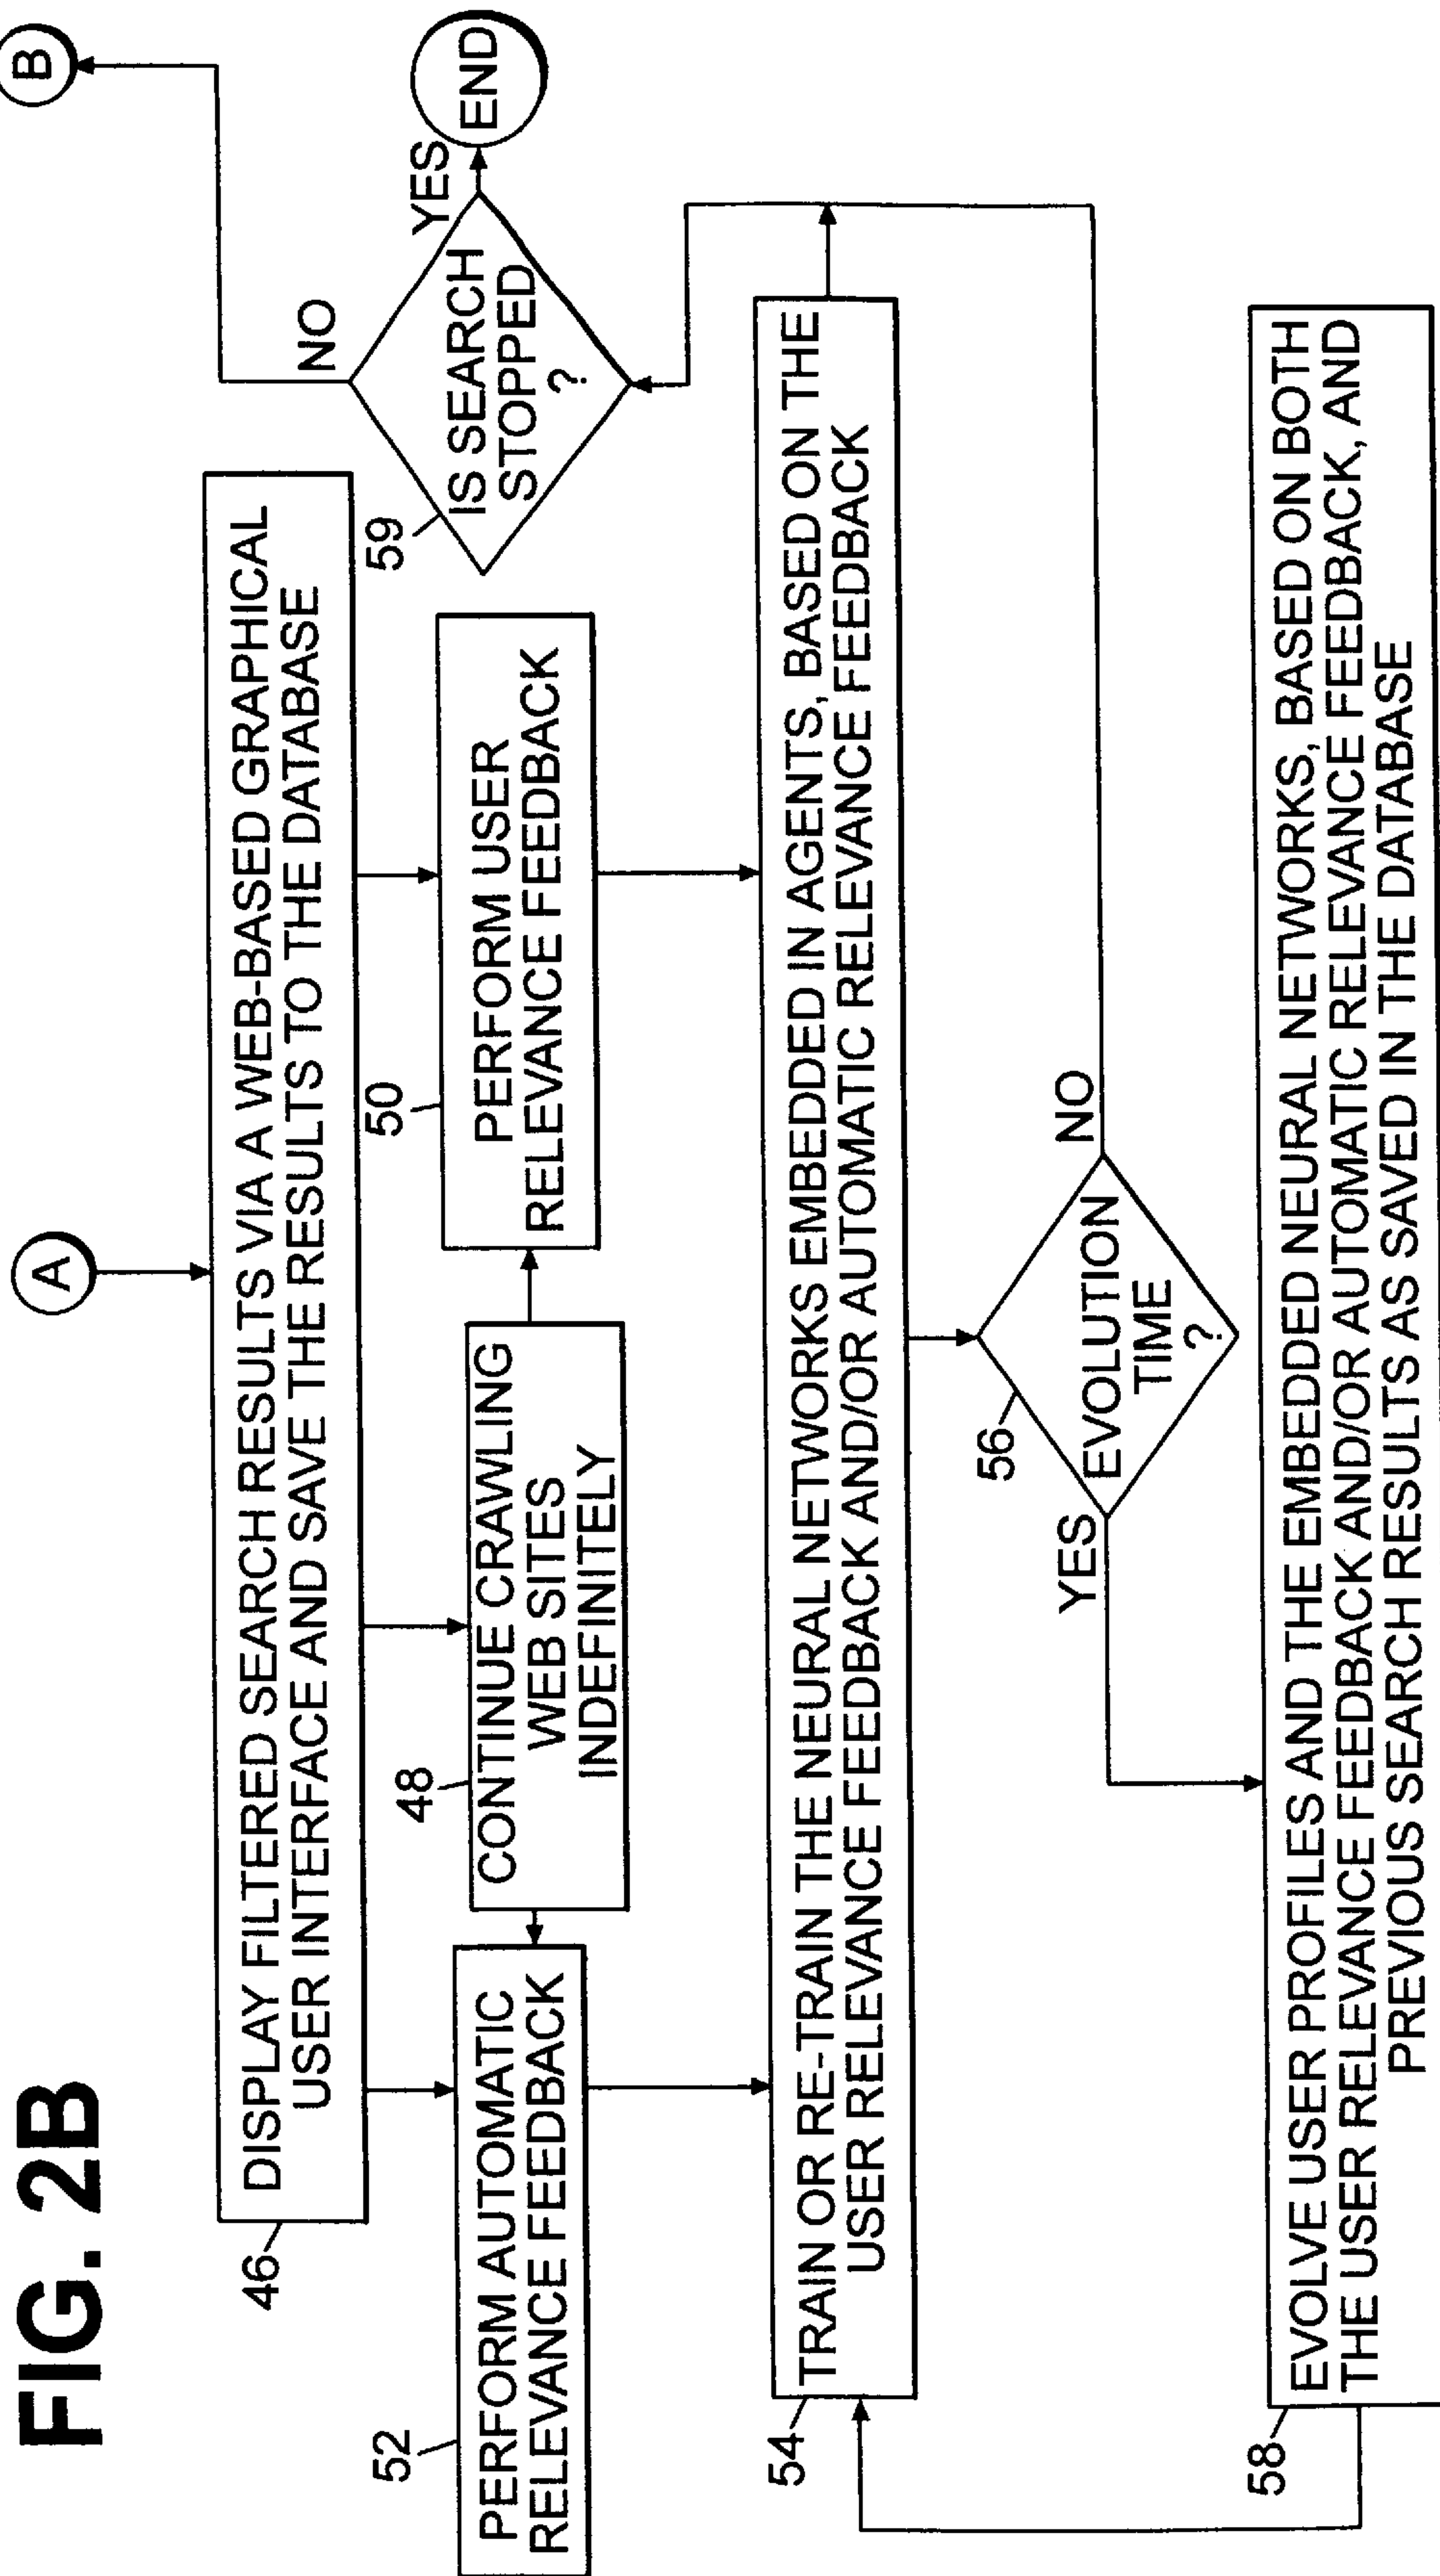 FIG. 2B
A
B
46
DISPLAY FILTERED SEARCH RESULTS VIA A WEB-BASED GRAPHICAL
USER INTERFACE AND SAVE THE RESULTS TO THE DATABASE
52
PERFORM AUTOMATIC
RELEVANCE FEEDBACK
48
CONTINUE CRAWLING
WEB SITES
INDEFINITELY
50
PERFORM USER
RELEVANCE FEEDBACK
59
IS SEARCH
STOPPED
?
NO
YES
END
54
TRAIN OR RE-TRAIN THE NEURAL NETWORKS EMBEDDED IN AGENTS, BASED ON THE
USER RELEVANCE FEEDBACK AND/OR AUTOMATIC RELEVANCE FEEDBACK
56
EVOLUTION
TIME
?
YES
NO
58
EVOLVE USER PROFILES AND THE EMBEDDED NEURAL NETWORKS, BASED ON BOTH
THE USER RELEVANCE FEEDBACK AND/OR AUTOMATIC RELEVANCE FEEDBACK, AND
PREVIOUS SEARCH RESULTS AS SAVED IN THE DATABASE